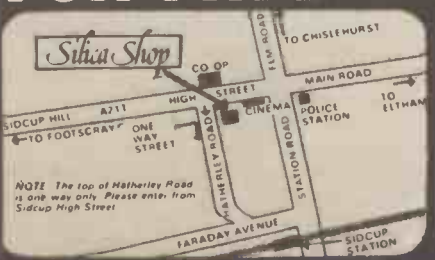 Silica Shop
CO OP
ELM ROAD
TO CHISLEHURST
MAIN ROAD
SIDCUP HILL A211 HIGH STREET
TO FOOTSCRAY
ONE
WAY
STREET
CINEMA
POLICE
STATION
TO
ELTHAM
HATHERLEY ROAD
STATION ROAD
NOTE The top of Hatherley Road
is one way only. Please enter from
Sidcup High Street
FARADAY AVENUE
SIDCUP
STATION